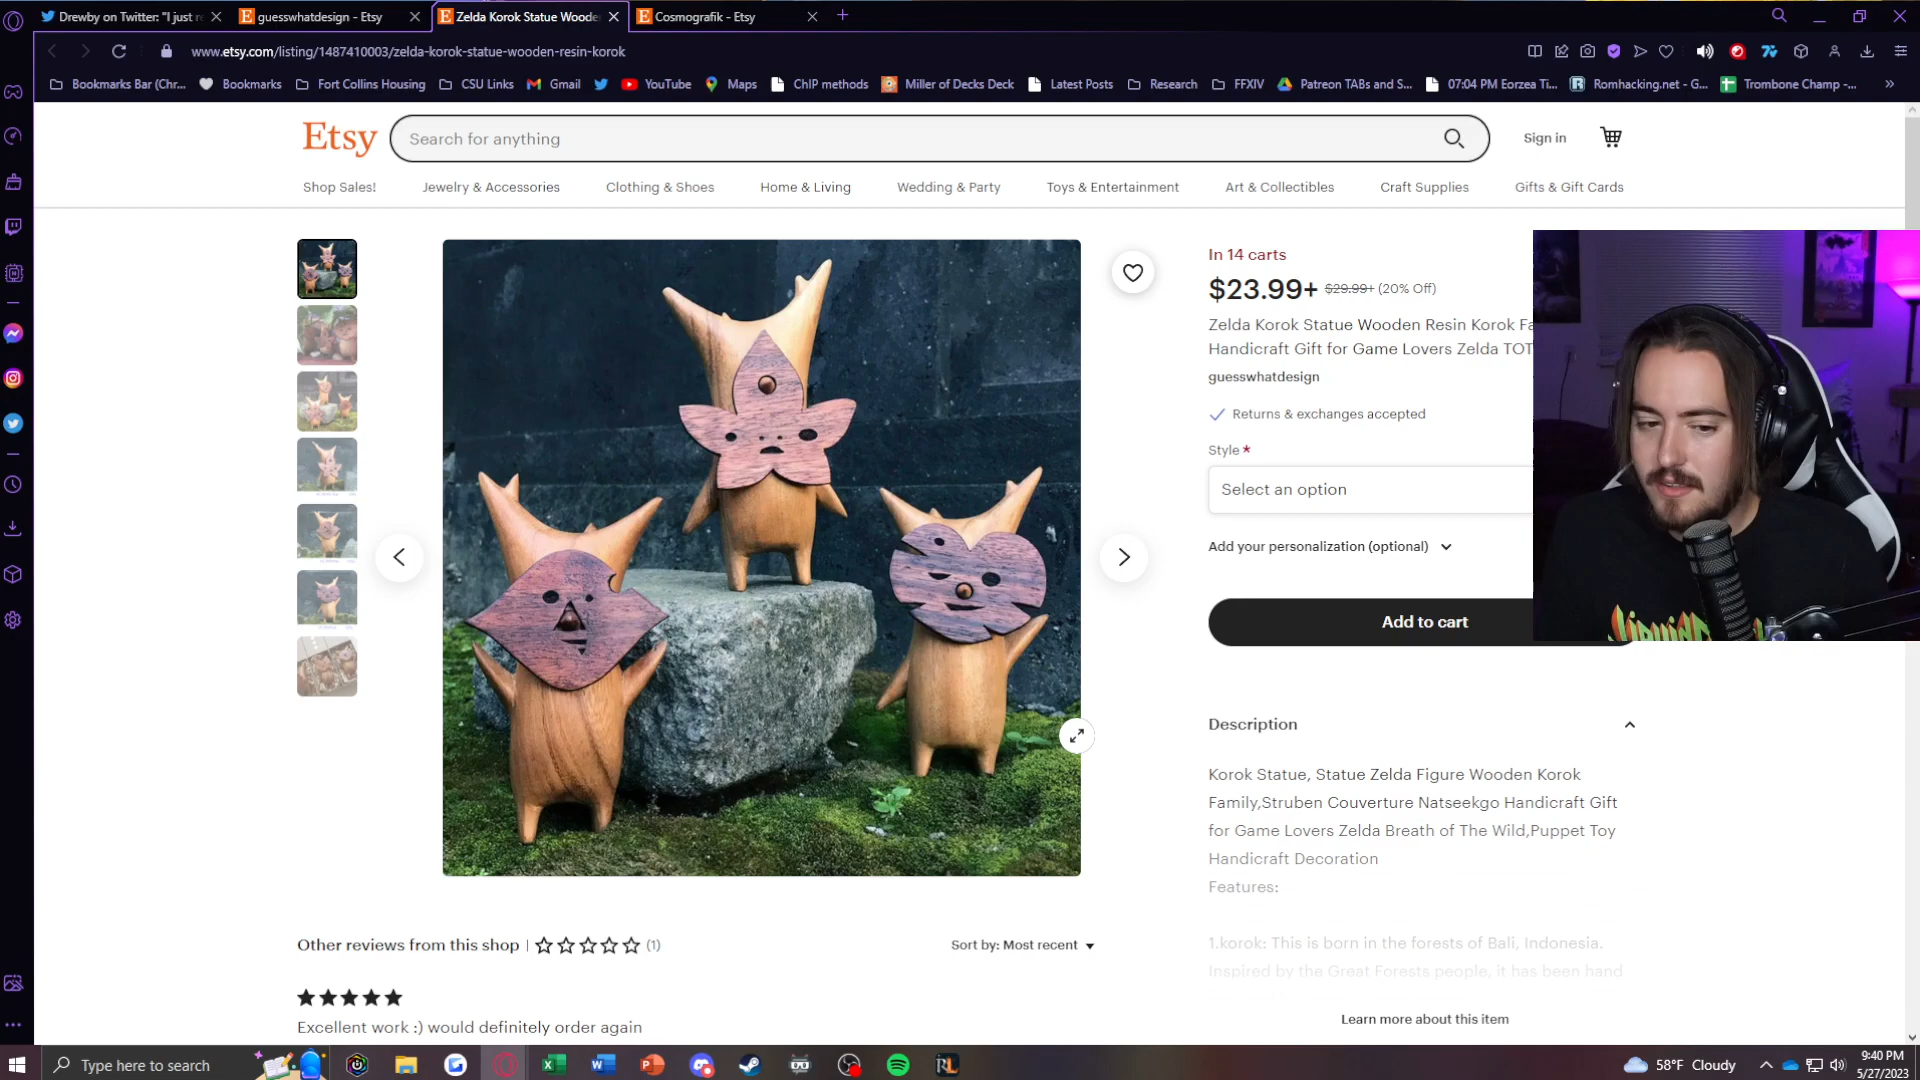 Drewby on Twitter: "I just r
guesswhatdesign - Etsy
Zelda Korok Statue Woode
Cosmografik - Etsy
www.etsy.com/listing/1487410003/zelda-korok-statue-wooden-resin-korok
Bookmarks Bar (Chr...
Bookmarks
Fort Collins Housing
CSU Links
Gmail
YouTube
Maps
ChIP methods
Miller of Decks Deck
Latest Posts
Research
FFXIV
Patreon TABs and S...
07:04 PM Eorzea Ti...
Romhacking.net - G...
Trombone Champ -...
Etsy
Search for anything
Sign in
Shop Sales!
Jewelry & Accessories
Clothing & Shoes
Home & Living
Wedding & Party
Toys & Entertainment
Art & Collectibles
Craft Supplies
Gifts & Gift Cards
In 14 carts
$23.99+ $29.99+ (20% Off)
Zelda Korok Statue Wooden Resin Korok Fa
Handicraft Gift for Game Lovers Zelda TOT
guesswhatdesign
Returns & exchanges accepted
Style *
Select an option
Add your personalization (optional)
Add to cart
Description
Korok Statue, Statue Zelda Figure Wooden Korok
Family,Struben Couverture Natseekgo Handicraft Gift
for Game Lovers Zelda Breath of The Wild,Puppet Toy
Handicraft Decoration
Features:
1.korok: This is born in the forests of Bali, Indonesia.
Inspired by the Great Forests people, it has been hand
Learn more about this item
Other reviews from this shop
(1)
Sort by: Most recent
Excellent work :) would definitely order again
Type here to search
58°F Cloudy
9:40 PM
5/27/2023